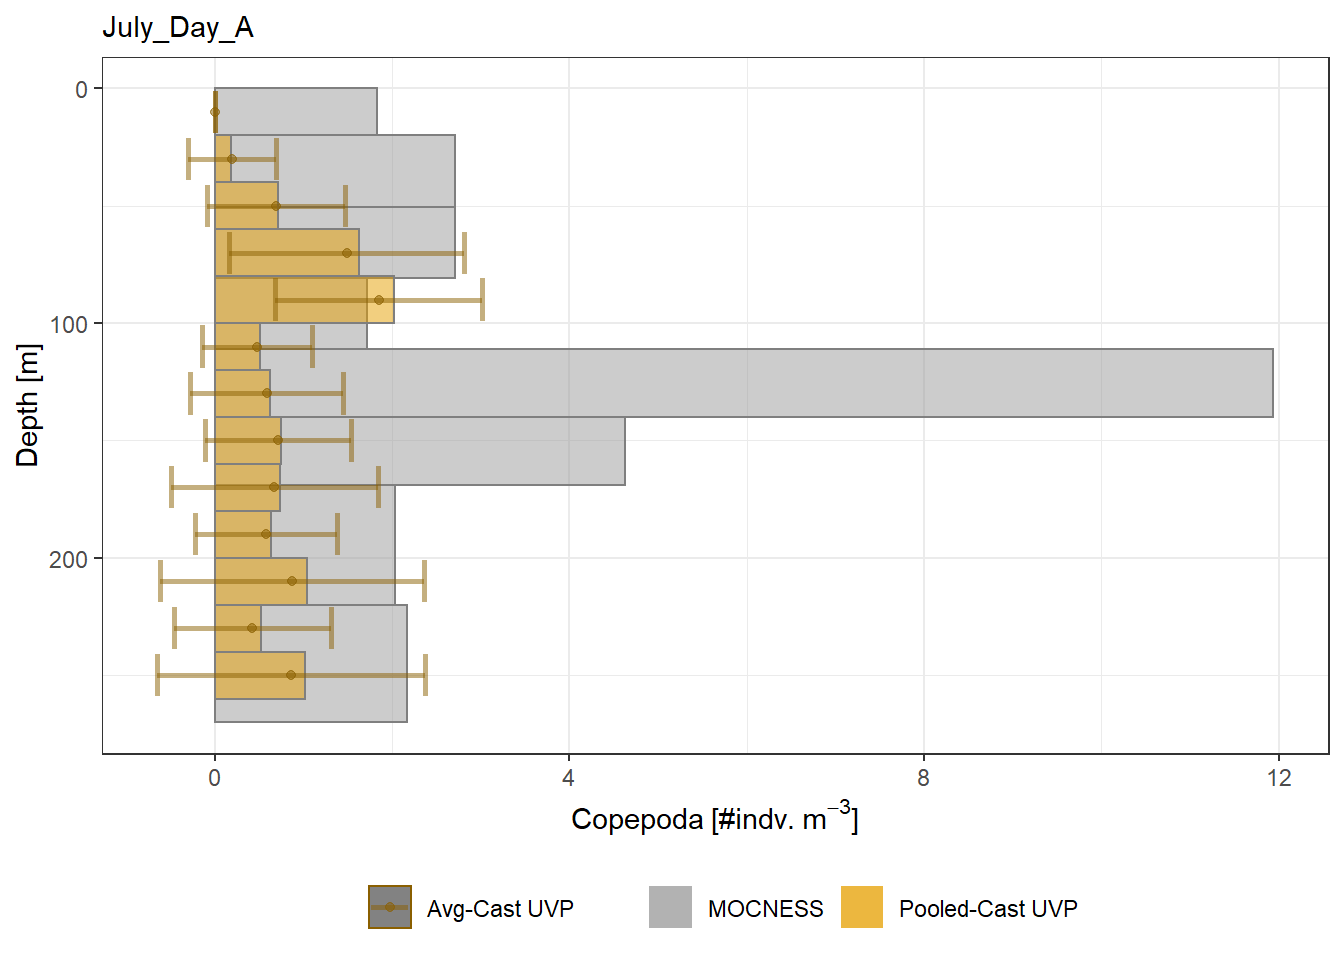 July_Day_A
0
100
200
Depth [m]
0 4 8 12
Copepoda [#indv. m⁻³]
Avg-Cast UVP MOCNESS Pooled-Cast UVP